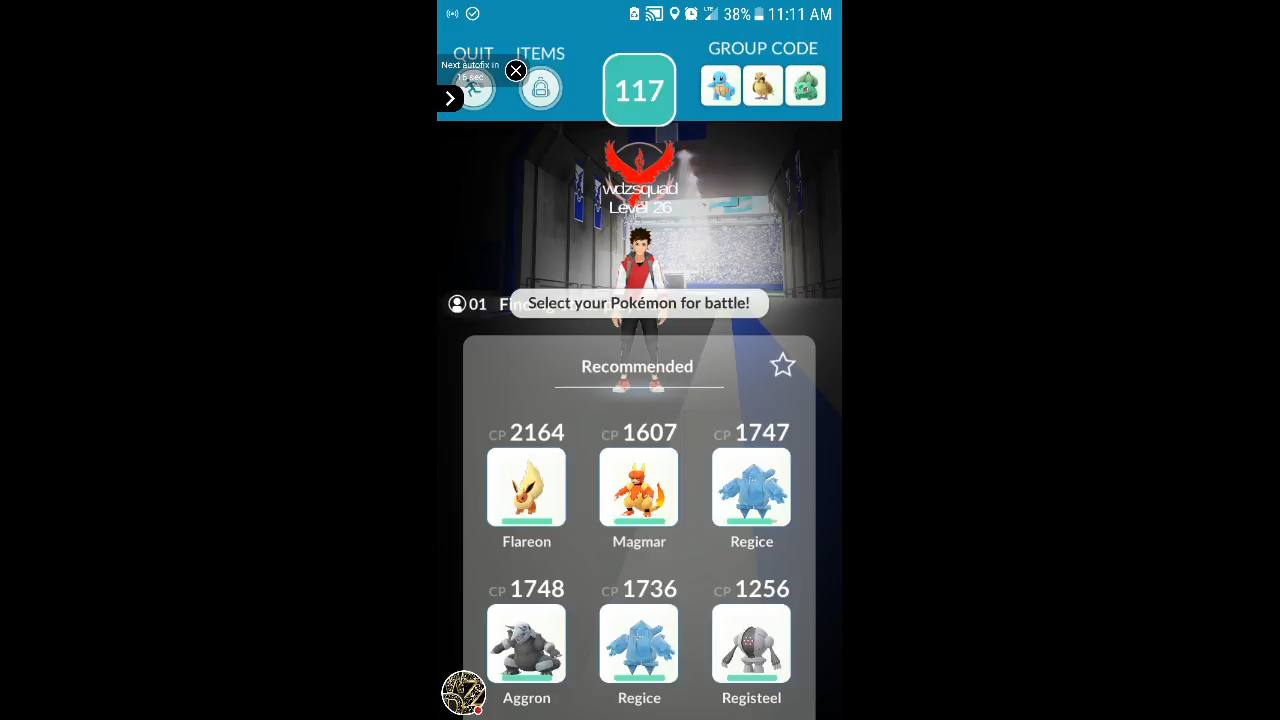 38% 11:11 AM
QUIT ITEMS
GROUP CODE
Next autofix in
15 sec
117
wdzsquad
Level 26
01
Select your Pokémon for battle!
Recommended
CP 2164 CP 1607 CP 1747
Flareon Magmar Regice
CP 1748 CP 1736 CP 1256
Aggron Regice Registeel